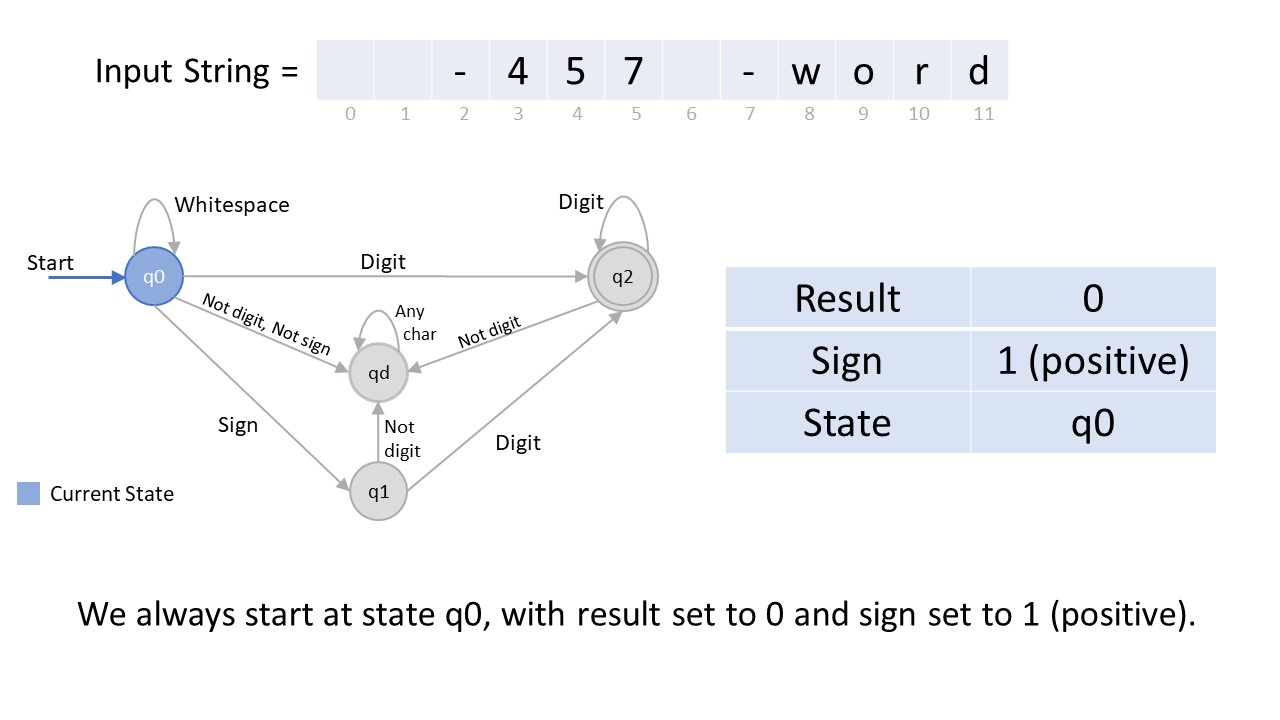 Input String = - 4 5 7 - w o r d
0 1 2 3 4 5 6 7 8 9 10 11
Whitespace
Digit
Start
q0
Digit
q2
Not digit, Not sign
Any
char
Not digit
qd
Sign
Not
digit
Digit
q1
Current State
Result 0
Sign 1 (positive)
State q0
We always start at state q0, with result set to 0 and sign set to 1 (positive).